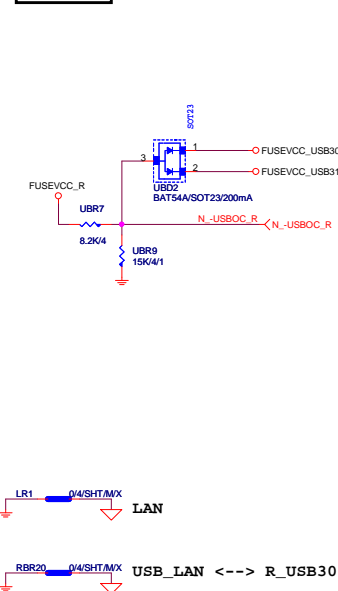 SOT23
1
FUSEVCC_USB30
3
2
FUSEVCC_USB31
FUSEVCC_R
UBD2
BAT54A/SOT23/200mA
UBR7
N_-USBOC_R
N_-USBOC_R
8.2K/4
UBR9
15K/4/1
LR1
0/4/SHT/M/X
LAN
RBR20
0/4/SHT/M/X
USB_LAN <--> R_USB30